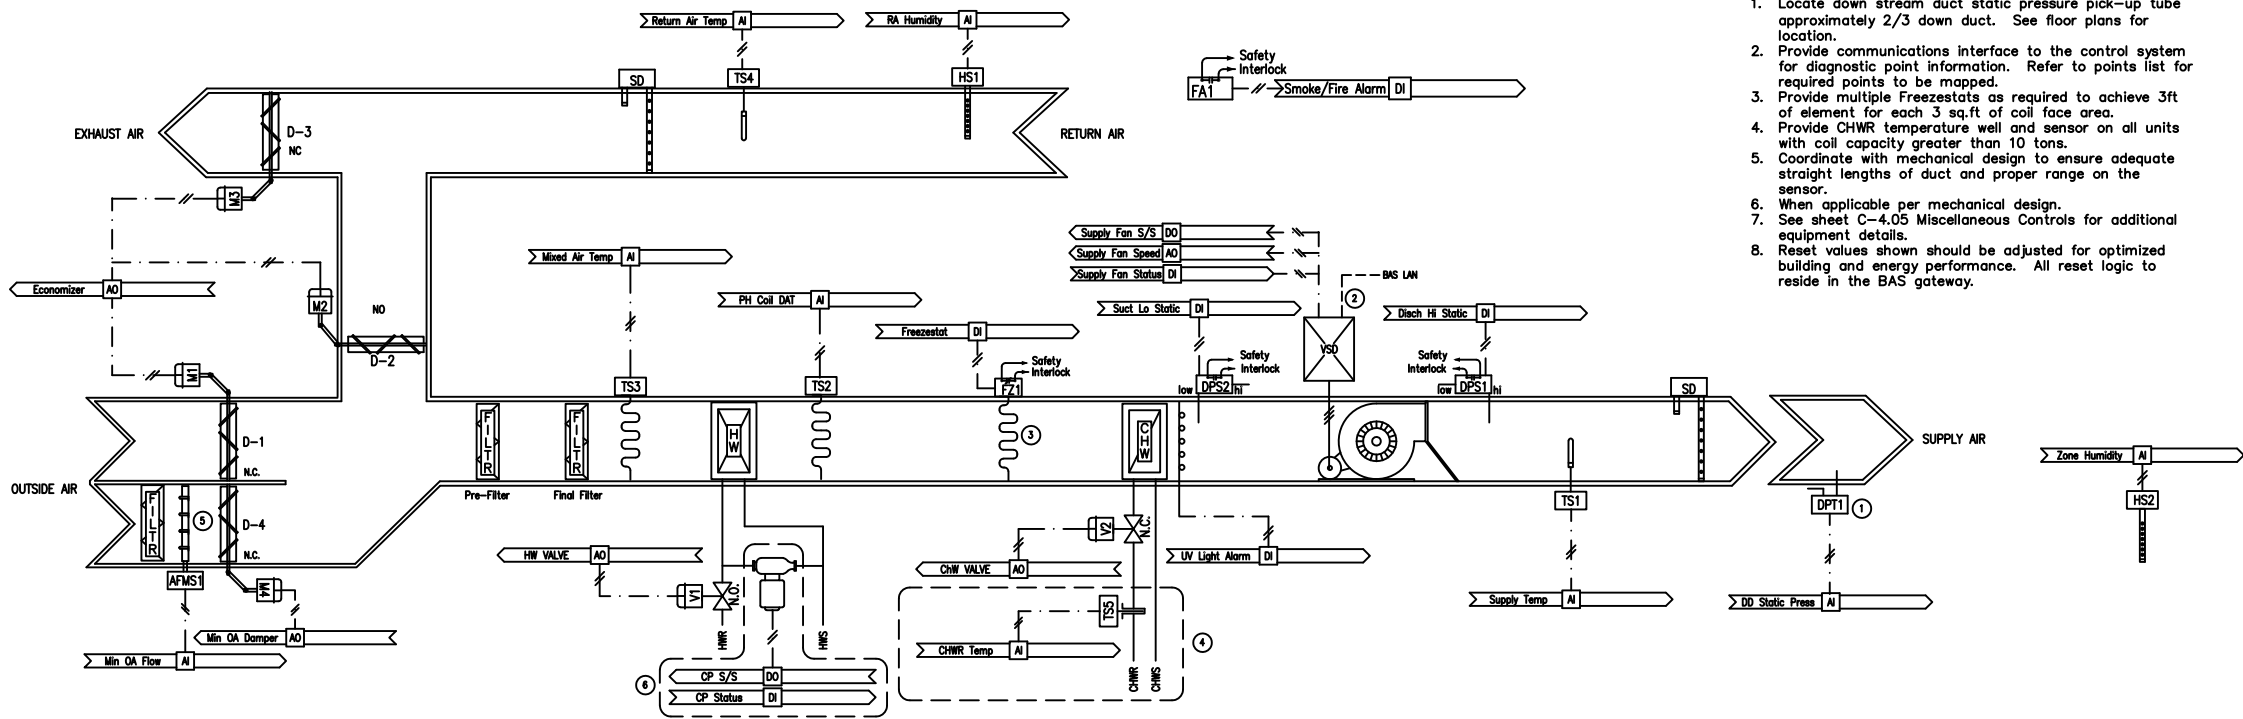 Return Air Temp AI
RA Humidity AI
SD
TS4
HS1
Safety
Interlock
FA1
Smoke/Fire Alarm DI
EXHAUST AIR
D-3
NC
RETURN AIR
M3
1. Locate down stream duct static pressure pick-up tube
approximately 2/3 down duct. See floor plans for
location.
2. Provide communications interface to the control system
for diagnostic point information. Refer to points list for
required points to be mapped.
3. Provide multiple Freezestats as required to achieve 3ft
of element for each 3 sq.ft of coil face area.
4. Provide CHWR temperature well and sensor on all units
with coil capacity greater than 10 tons.
5. Coordinate with mechanical design to ensure adequate
straight lengths of duct and proper range on the
sensor.
6. When applicable per mechanical design.
7. See sheet C-4.05 Miscellaneous Controls for additional
equipment details.
8. Reset values shown should be adjusted for optimized
building and energy performance. All reset logic to
reside in the BAS gateway.
Supply Fan S/S DO
Supply Fan Speed AO
Supply Fan Status DI
BAS LAN
2
Mixed Air Temp AI
Economizer AO
M2
NO
D-2
PH Coil DAT AI
Suct Lo Static DI
Disch Hi Static DI
Freezestat DI
VSD
M1
TS3
TS2
FZ1
Safety
Interlock
low DPS2 hi
Safety
Interlock
Safety
Interlock
low DPS1 hi
SD
OUTSIDE AIR
D-1
N.C.
FILTR
FILTR
HW
3
CHW
SUPPLY AIR
Pre-Filter
Final Filter
FILTR
5
D-4
N.C.
AFMS1
M4
Min OA Damper AO
Min OA Flow AI
HW VALVE AO
V1
N.O.
HWR
HWS
CP S/S DO
CP Status DI
6
ChW VALVE AO
V2
N.C.
UV Light Alarm DI
TS5
CHWR Temp AI
CHWR
CHWS
4
TS1
Supply Temp AI
DPT1
1
DD Static Press AI
Zone Humidity AI
HS2